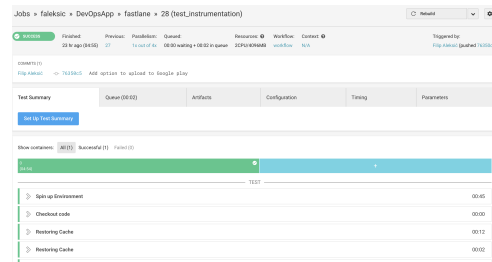 Jobs » faleksic » DevOpsApp » fastlane » 28 (test_instrumentation)
Rebuild
SUCCESS
Finished: Previous: Parallelism: Queued: Resources: Workflow: Context: Triggered by:
23 hr ago (04:55) 27 1x out of 4x 00:00 waiting + 00:02 in queue 2CPU/4096MB workflow N/A Filip Aleksic (pushed
COMMITS (1)
Filip Aleksic Add option to upload to Google play
Test Summary Queue (00:02) Artifacts Configuration Timing Parameters
Set Up Test Summary
Show containers: All (1) Successful (1) Failed (0)
0 +
TEST
Spin up Environment 00:45
Checkout code 00:00
Restoring Cache 00:12
Restoring Cache 00:02